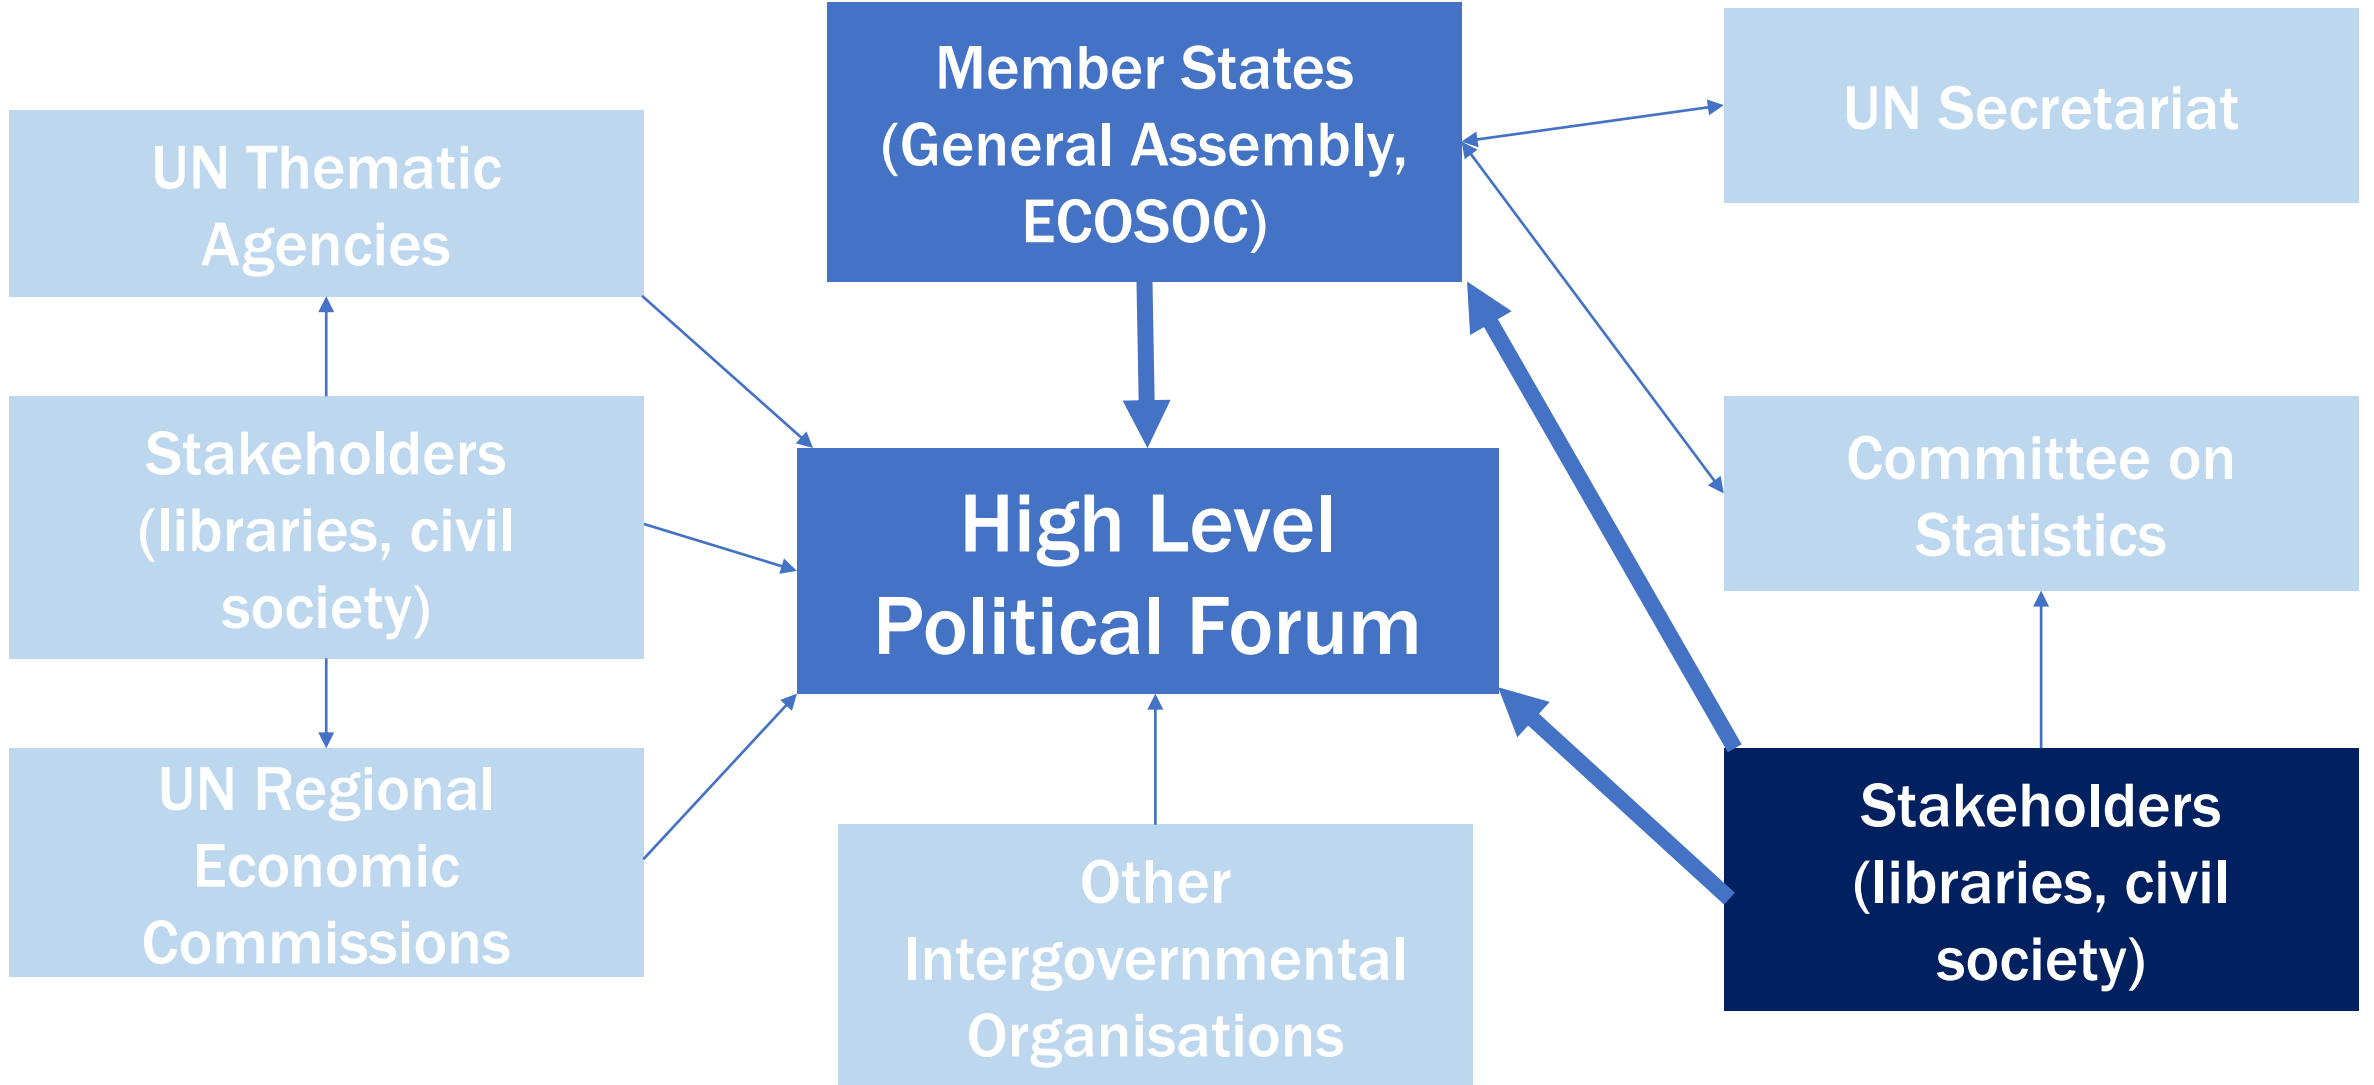 Member States
(General Assembly,
ECOSOC)
UN Secretariat
UN Thematic
Agencies
Stakeholders
(libraries, civil
society)
High Level
Political Forum
Committee on
Statistics
UN Regional
Economic
Commissions
Other
Intergovernmental
Organisations
Stakeholders
(libraries, civil
society)